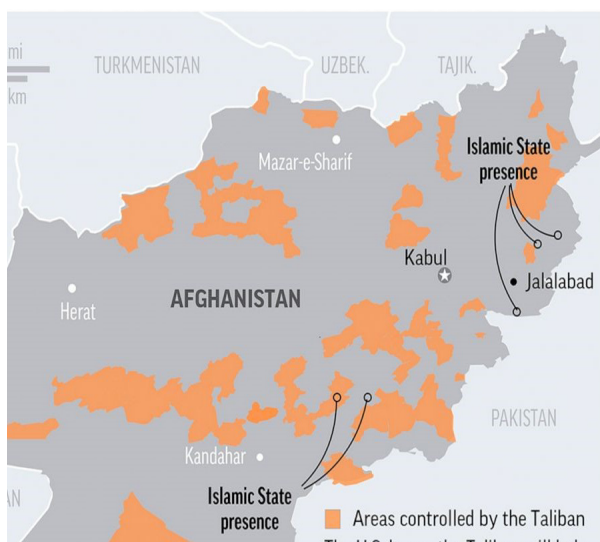 mi
km
TURKMENISTAN
UZBEK.
TAJIK.
Mazar-e-Sharif
Islamic State
presence
Kabul
Jalalabad
AFGHANISTAN
Herat
PAKISTAN
Kandahar
AN
Islamic State
presence
Areas controlled by the Taliban